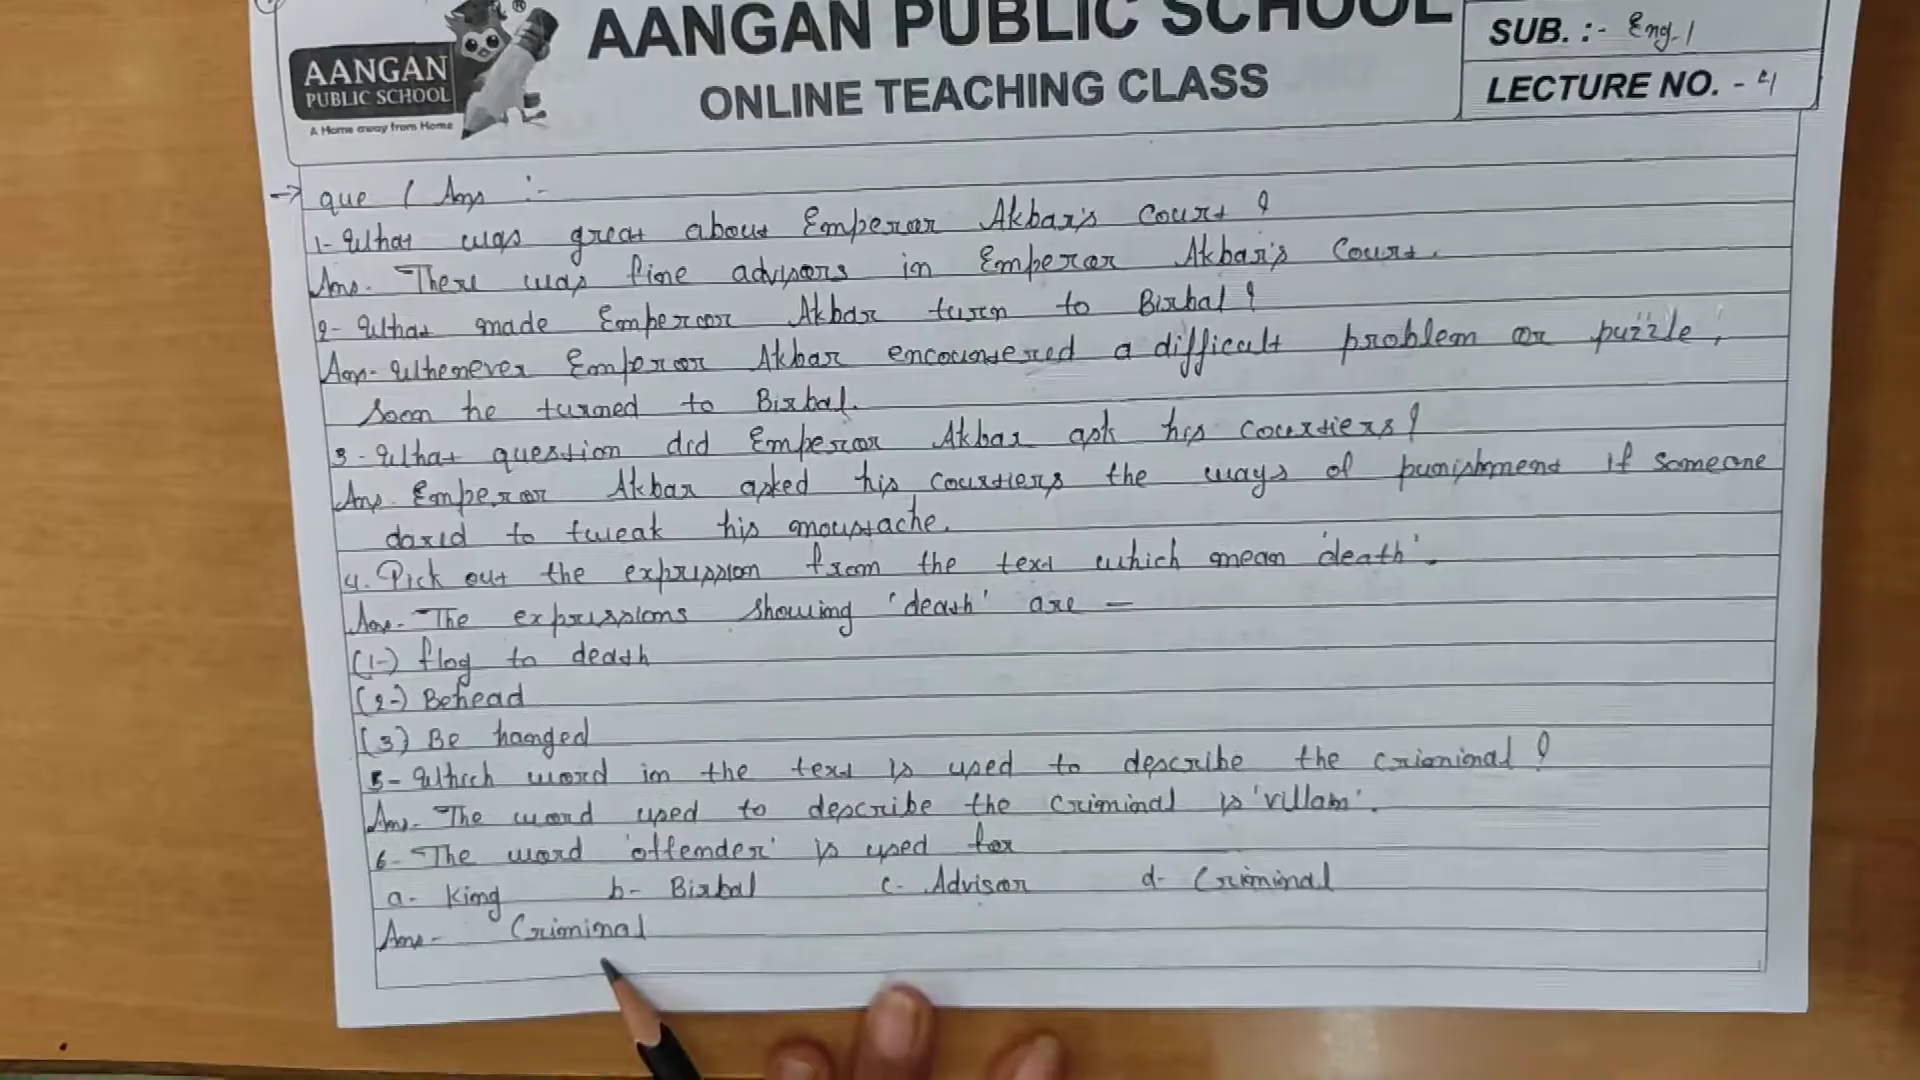 AANGAN PUBLIC SCHOOL
ONLINE TEACHING CLASS
AANGAN
PUBLIC SCHOOL
A Home away from Home
®
SUB. :- Eng-1
LECTURE NO. - 4
→ que / Ans :-
1- What was great about Emperor Akbar's Court ?
Ans. There was fine advisors in Emperor Akbar's Court.
2- What made Emperor Akbar turn to Birbal ?
Ans- Whenever Emperor Akbar encountered a difficult problem or puzzle,
soon he turned to Birbal.
3- What question did Emperor Akbar ask his courtiers ?
Ans. Emperor Akbar asked his courtiers the ways of punishment if someone
dared to tweak his moustache.
4. Pick out the expression from the text which mean 'death'.
Ans- The expressions showing 'death' are —
(1-) flog to death
(2-) Behead
(3) Be hanged
5- Which word in the text is used to describe the criminal ?
Ans- The word used to describe the criminal is 'villain'.
6- The word 'offender' is used for
a- King b- Birbal c- Advisor d- Criminal
Ans- Criminal